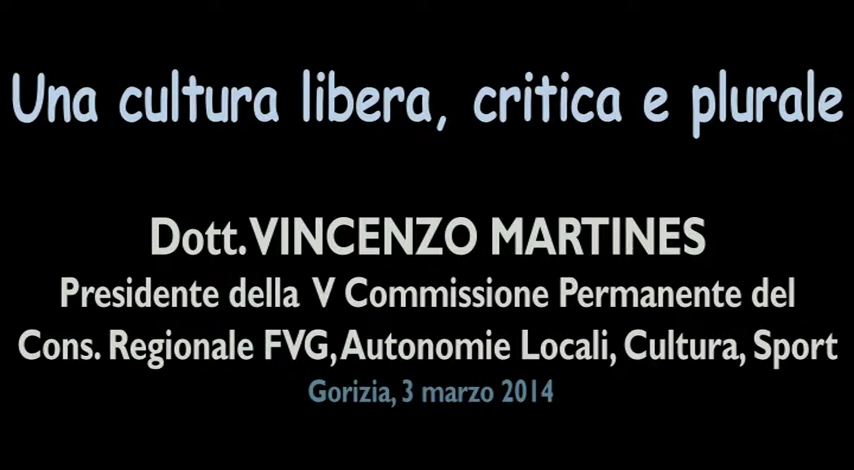 Una cultura libera, critica e plurale
Dott. VINCENZO MARTINES
Presidente della V Commissione Permanente del
Cons. Regionale FVG, Autonomie Locali, Cultura, Sport
Gorizia, 3 marzo 2014